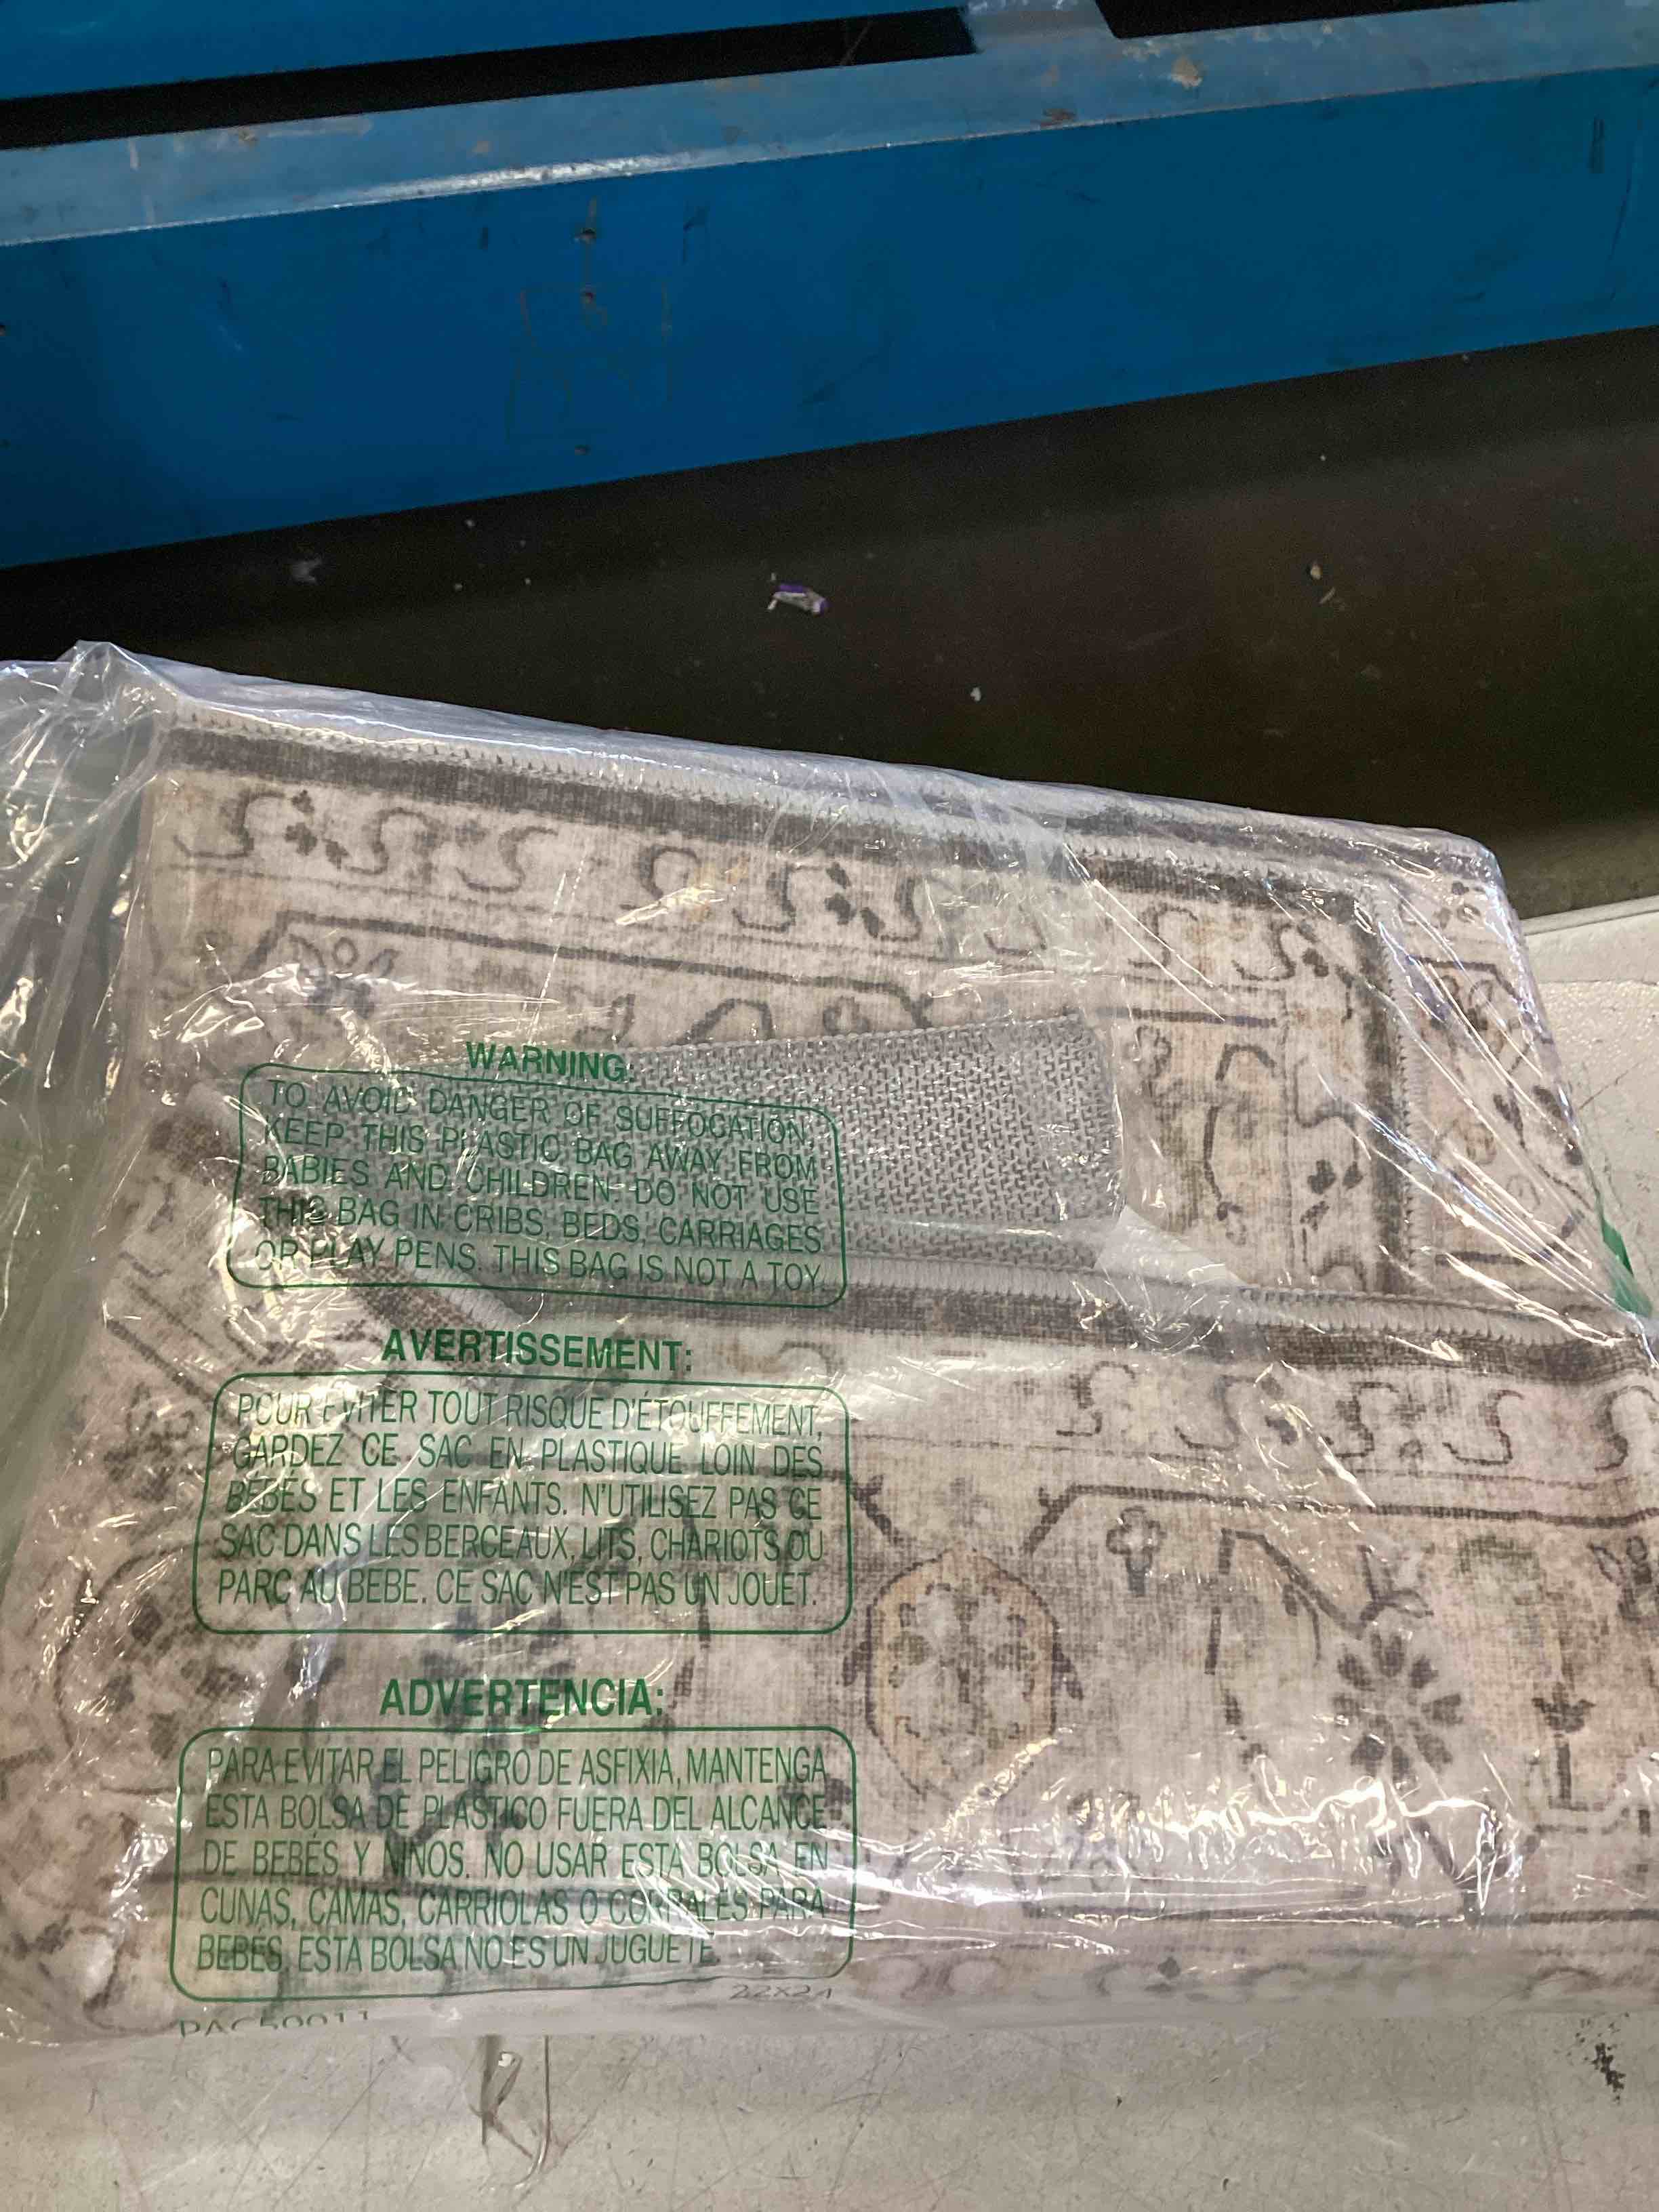 WARNING:
TO AVOID DANGER OF SUFFOCATION,
KEEP THIS PLASTIC BAG AWAY FROM
BABIES AND CHILDREN. DO NOT USE
THIS BAG IN CRIBS, BEDS, CARRIAGES
OR PLAY PENS. THIS BAG IS NOT A TOY.
AVERTISSEMENT:
POUR EVITER TOUT RISQUE D'ÉTOUFFEMENT,
GARDEZ CE SAC EN PLASTIQUE LOIN DES
BÉBÉS ET LES ENFANTS. N'UTILISEZ PAS CE
SAC DANS LES BERCEAUX, LITS, CHARIOTS OU
PARC AU BEBE. CE SAC N'EST PAS UN JOUET.
ADVERTENCIA:
PARA EVITAR EL PELIGRO DE ASFIXIA, MANTENGA
ESTA BOLSA DE PLASTICO FUERA DEL ALCANCE
DE BEBÉS Y NINOS. NO USAR ESTA BOLSA EN
CUNAS, CAMAS, CARRIOLAS O CORRALES PARA
BEBÉS. ESTA BOLSA NO ES UN JUGUETE.
PAC50011